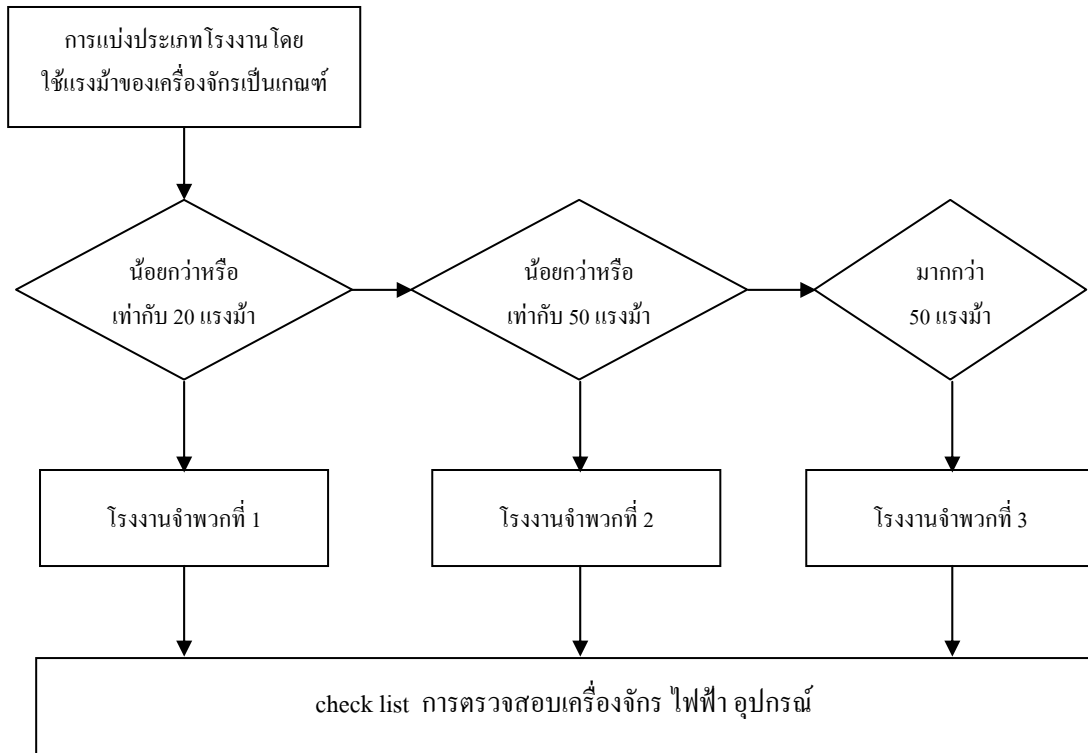 การแบ่งประเภทโรงงานโดย
ใช้แรงม้าของเครื่องจักรเป็นเกณฑ์
น้อยกว่าหรือ
เท่ากับ 20 แรงม้า
น้อยกว่าหรือ
เท่ากับ 50 แรงม้า
มากกว่า
50 แรงม้า
โรงงานจำพวกที่ 1
โรงงานจำพวกที่ 2
โรงงานจำพวกที่ 3
check list การตรวจสอบเครื่องจักร ไฟฟ้า อุปกรณ์